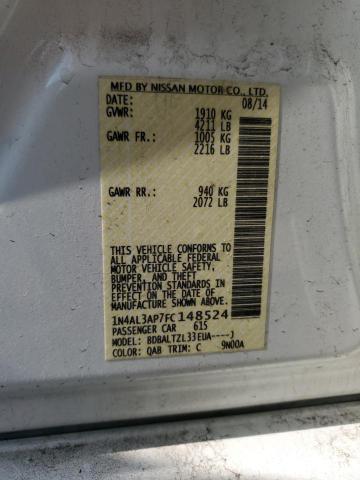 MFD BY NISSAN MOTOR CO., LTD.
DATE: 08/14
GVWR: 1910 KG
4211 LB
GAWR FR.: 1005 KG
2216 LB
GAWR RR.: 940 KG
2072 LB
THIS VEHICLE CONFORMS TO
ALL APPLICABLE FEDERAL
MOTOR VEHICLE SAFETY,
BUMPER, AND THEFT
PREVENTION STANDARDS IN
EFFECT ON THE DATE OF
MANUFACTURE SHOWN ABOVE.
1N4AL3AP7FC148524
PASSENGER CAR 615
MODEL: BDBALTZL33EUA----J
COLOR: QAB TRIM: C 9N00A